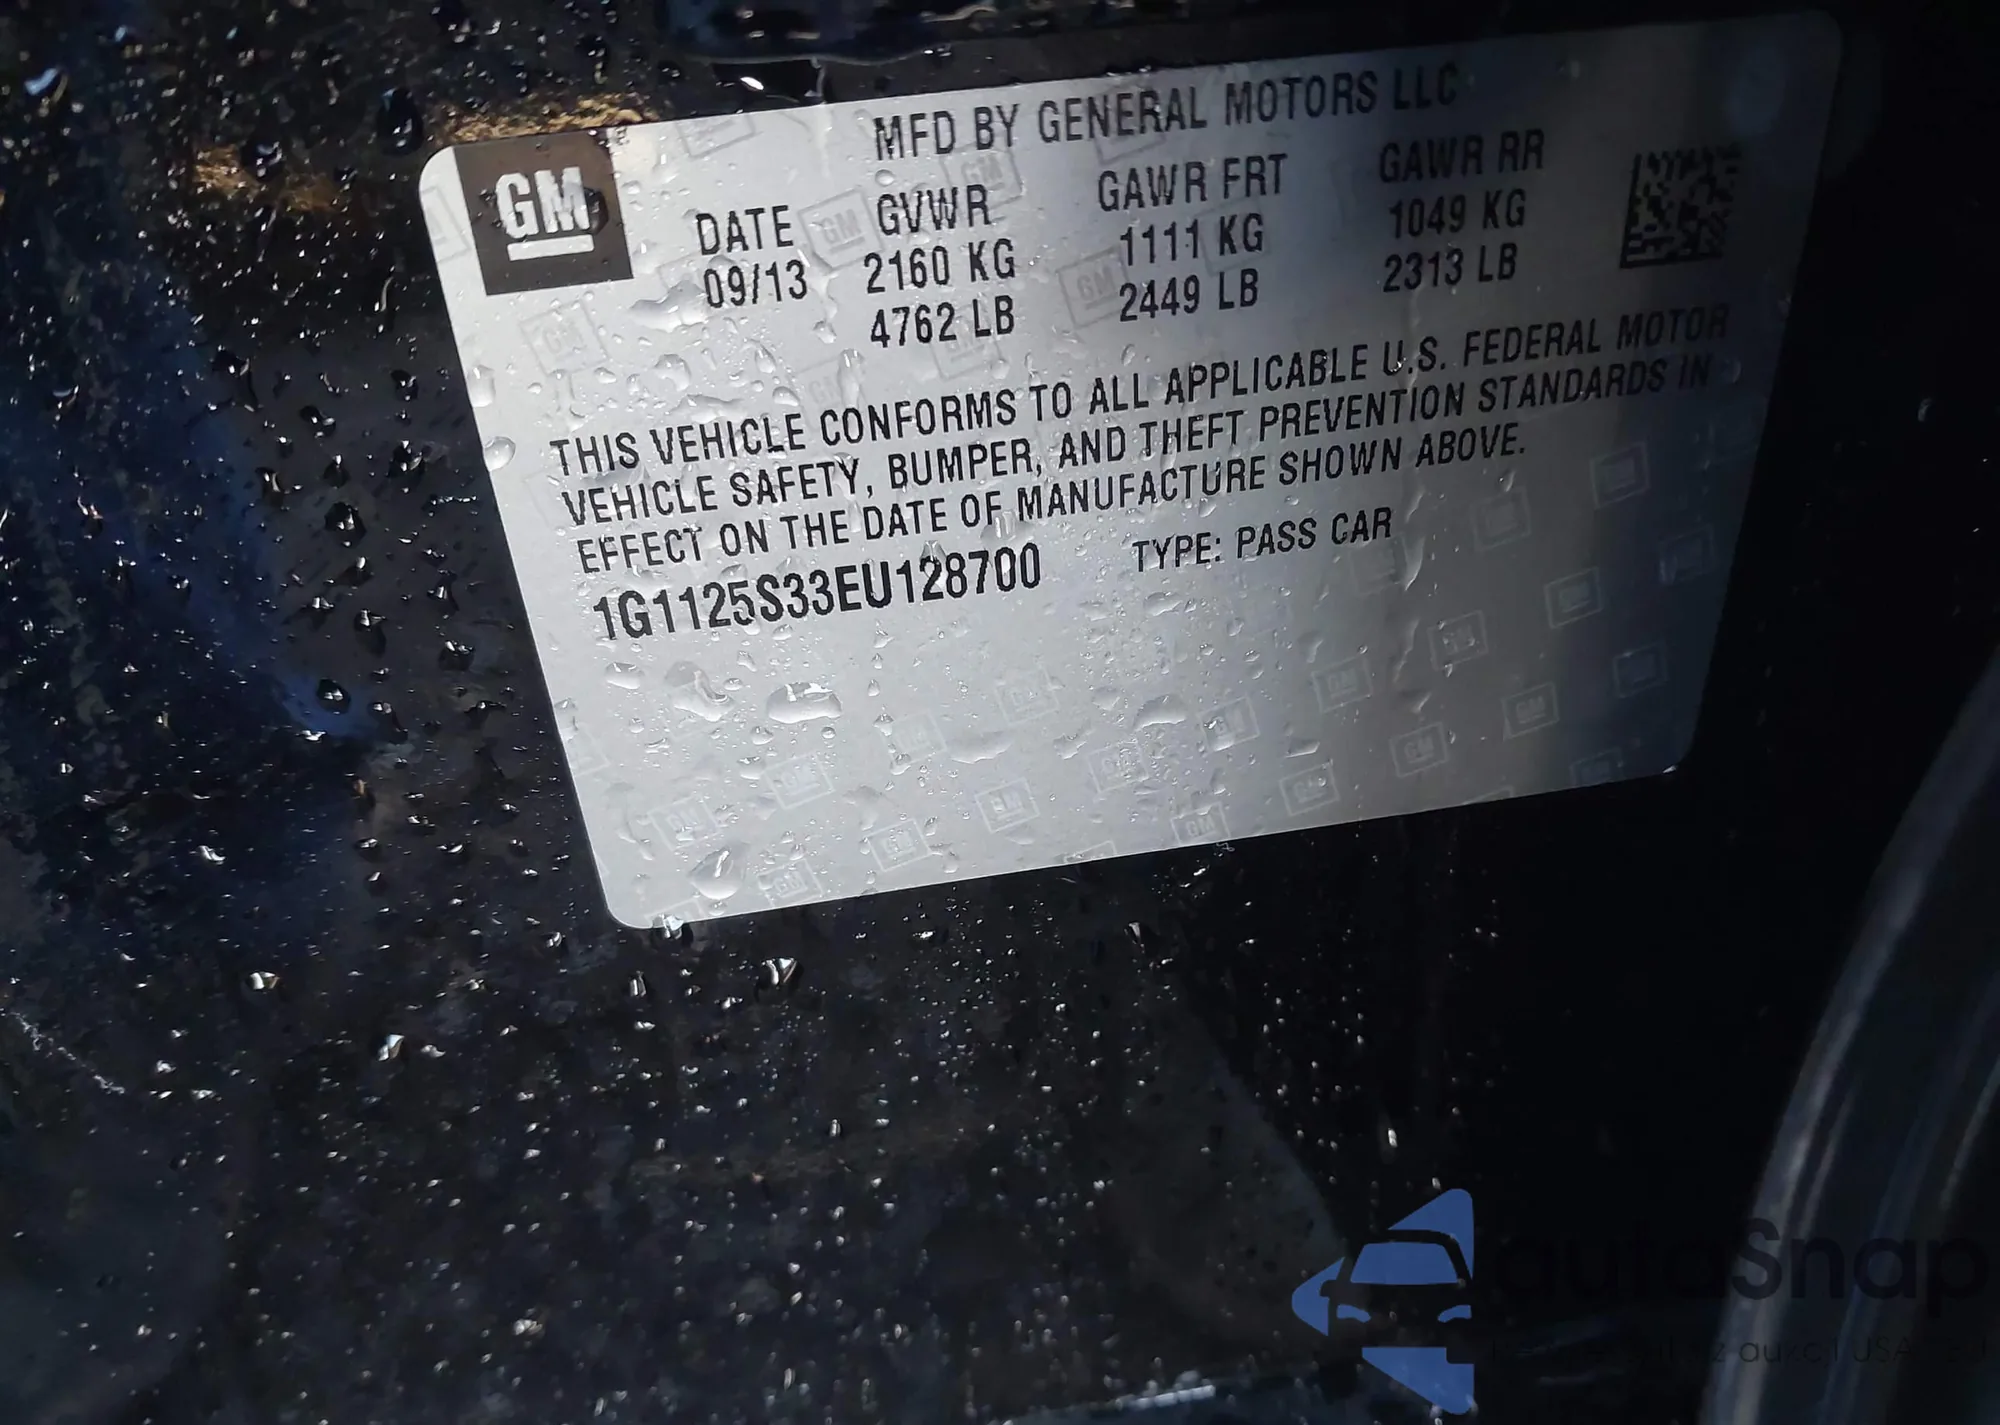 GM
MFD BY GENERAL MOTORS LLC
DATE GVWR GAWR FRT GAWR RR
09/13 2160 KG 1111 KG 1049 KG
4762 LB 2449 LB 2313 LB
THIS VEHICLE CONFORMS TO ALL APPLICABLE U.S. FEDERAL MOTOR
VEHICLE SAFETY, BUMPER, AND THEFT PREVENTION STANDARDS IN
EFFECT ON THE DATE OF MANUFACTURE SHOWN ABOVE.
1G1125S33EU128700 TYPE: PASS CAR
autoSnap
USA